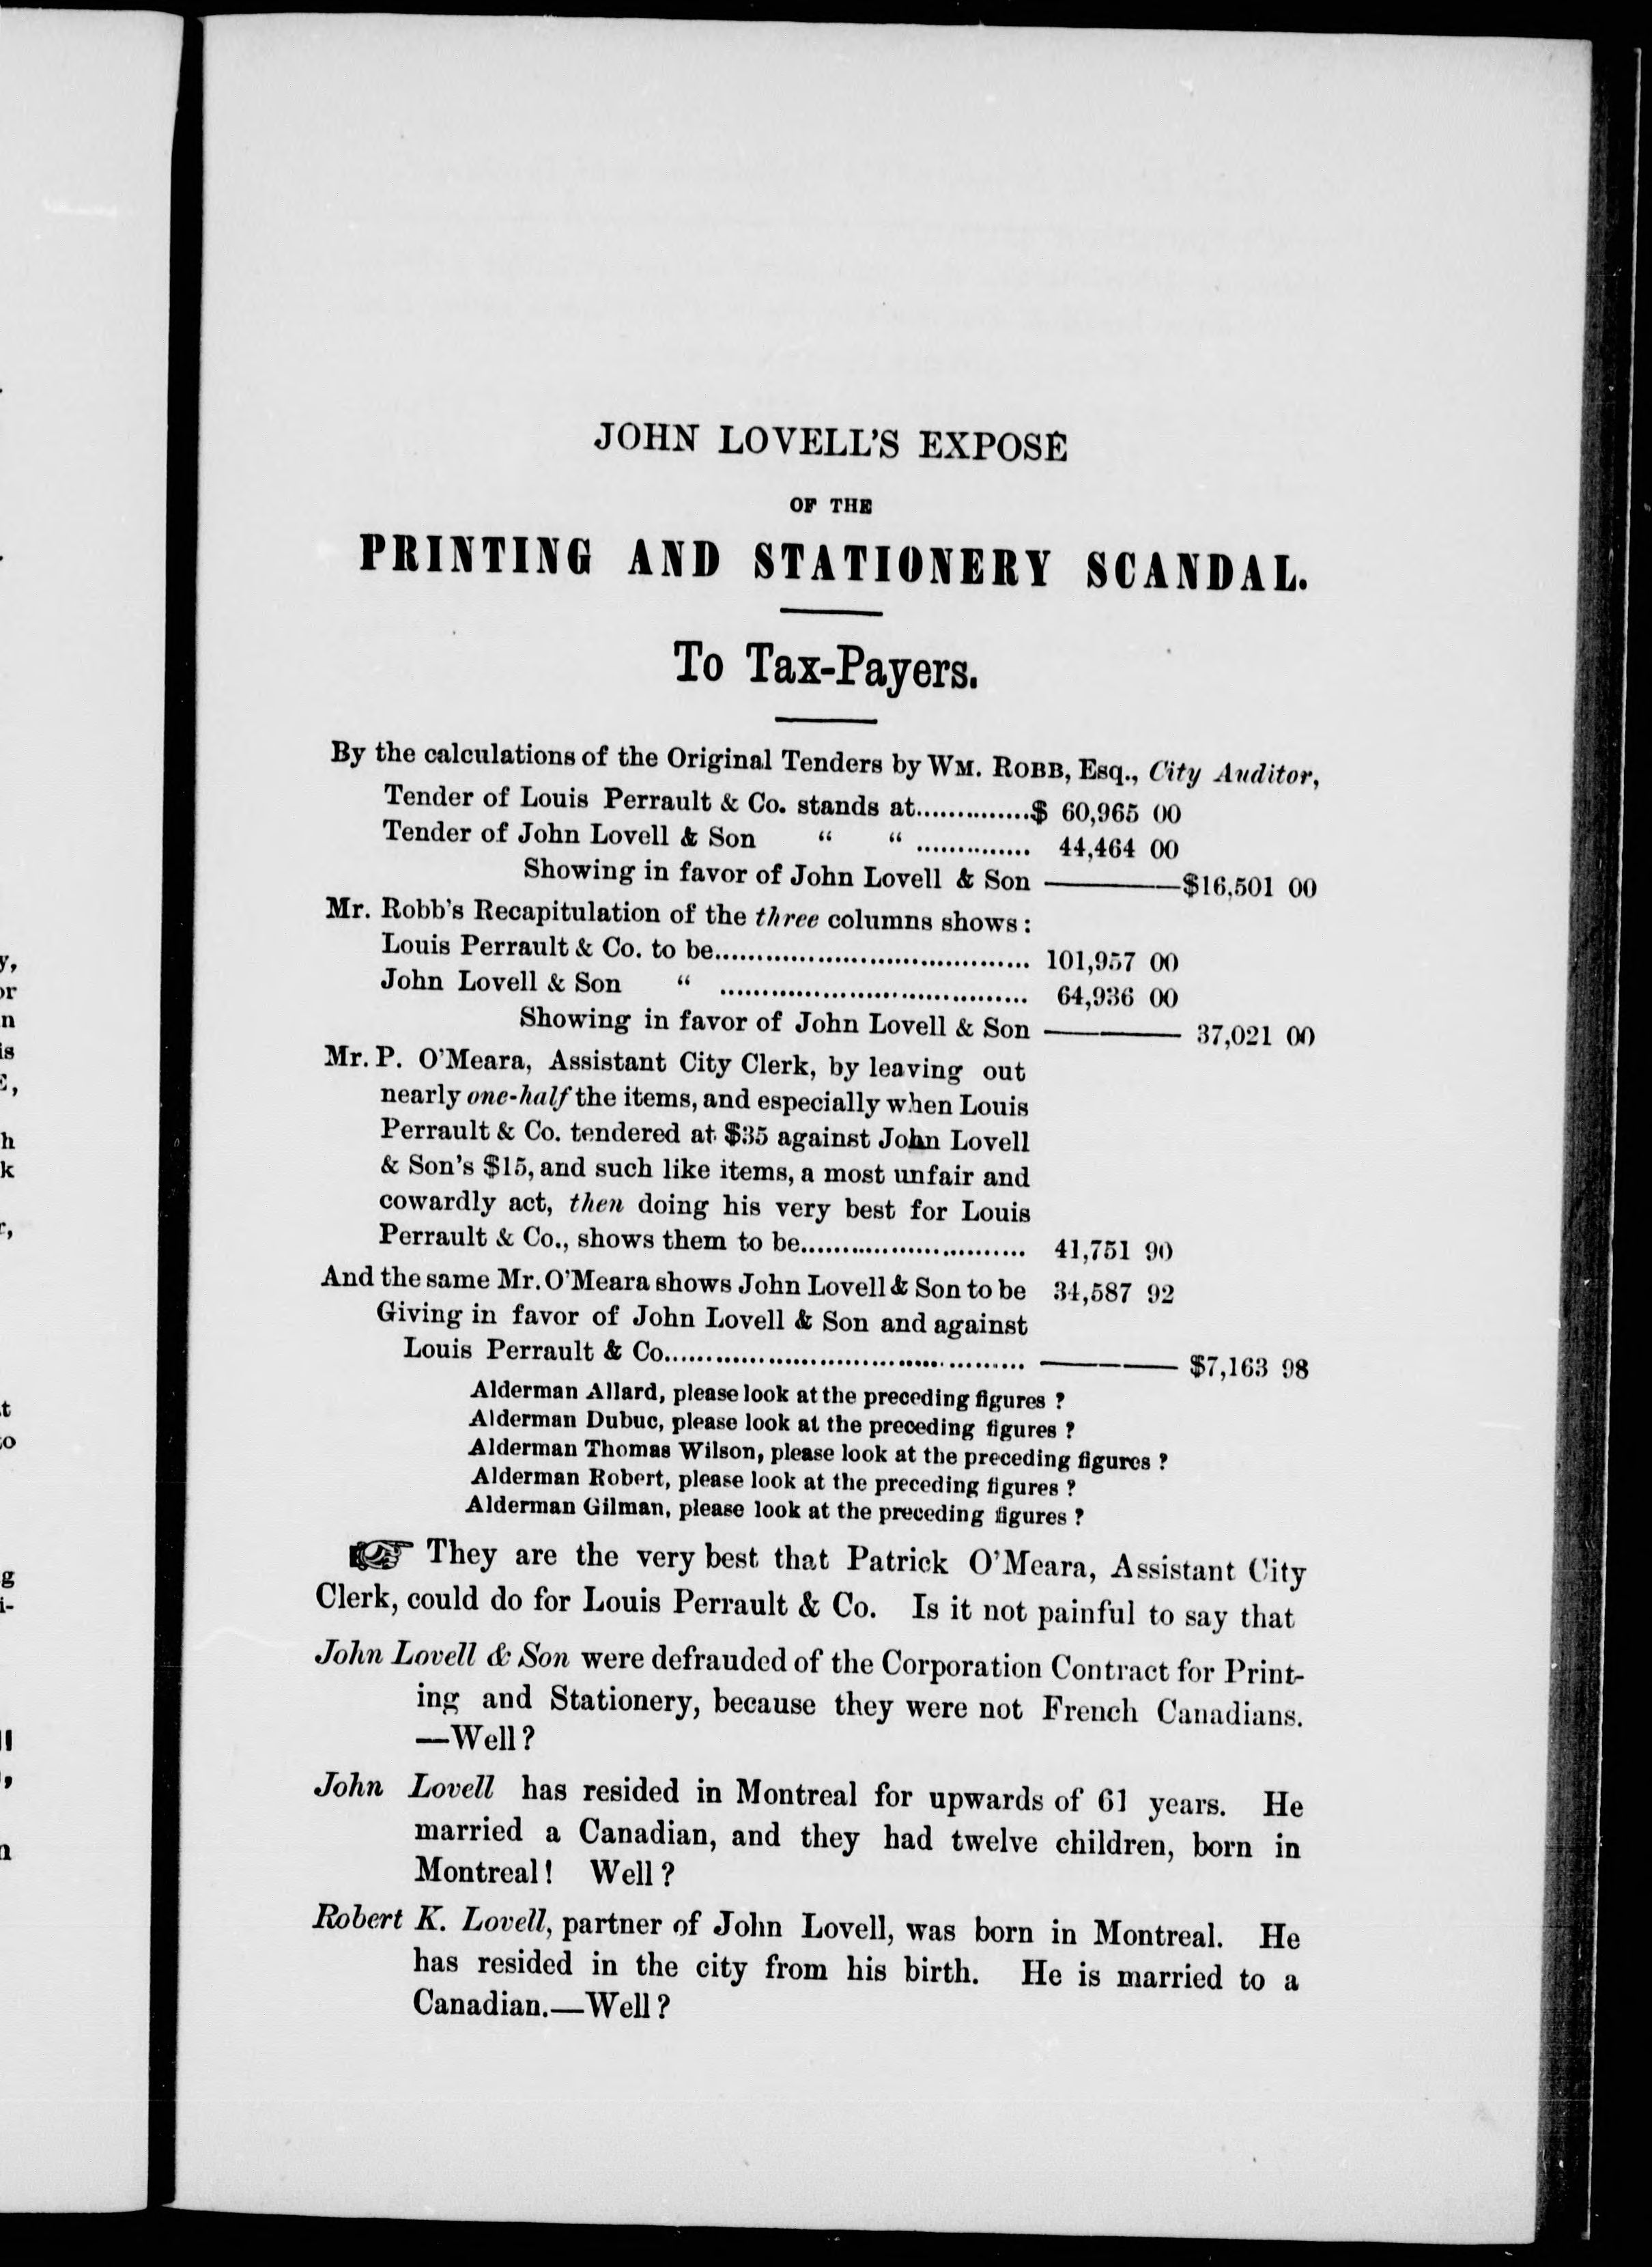 JOHN LOVELL'S EXPOSÉ
OF THE
PRINTING AND STATIONERY SCANDAL.
To Tax-Payers.
By the calculations of the Original Tenders by WM. ROBB, Esq., City Auditor,
Tender of Louis Perrault & Co. stands at..............$ 60,965 00
Tender of John Lovell & Son “ “ .............. 44,464 00
Showing in favor of John Lovell & Son ————$16,501 00
Mr. Robb's Recapitulation of the three columns shows:
Louis Perrault & Co. to be...................................... 101,957 00
John Lovell & Son “ ...................................... 64,936 00
Showing in favor of John Lovell & Son ———— 37,021 00
Mr. P. O'Meara, Assistant City Clerk, by leaving out
nearly one-half the items, and especially when Louis
Perrault & Co. tendered at $35 against John Lovell
& Son's $15, and such like items, a most unfair and
cowardly act, then doing his very best for Louis
Perrault & Co., shows them to be........................... 41,751 90
And the same Mr. O'Meara shows John Lovell & Son to be 34,587 92
Giving in favor of John Lovell & Son and against
Louis Perrault & Co............................................ ———— $7,163 98
Alderman Allard, please look at the preceding figures ?
Alderman Dubuc, please look at the preceding figures ?
Alderman Thomas Wilson, please look at the preceding figures ?
Alderman Robert, please look at the preceding figures ?
Alderman Gilman, please look at the preceding figures ?
☞ They are the very best that Patrick O'Meara, Assistant City
Clerk, could do for Louis Perrault & Co. Is it not painful to say that
John Lovell & Son were defrauded of the Corporation Contract for Print-
ing and Stationery, because they were not French Canadians.
—Well?
John Lovell has resided in Montreal for upwards of 61 years. He
married a Canadian, and they had twelve children, born in
Montreal! Well?
Robert K. Lovell, partner of John Lovell, was born in Montreal. He
has resided in the city from his birth. He is married to a
Canadian.—Well?